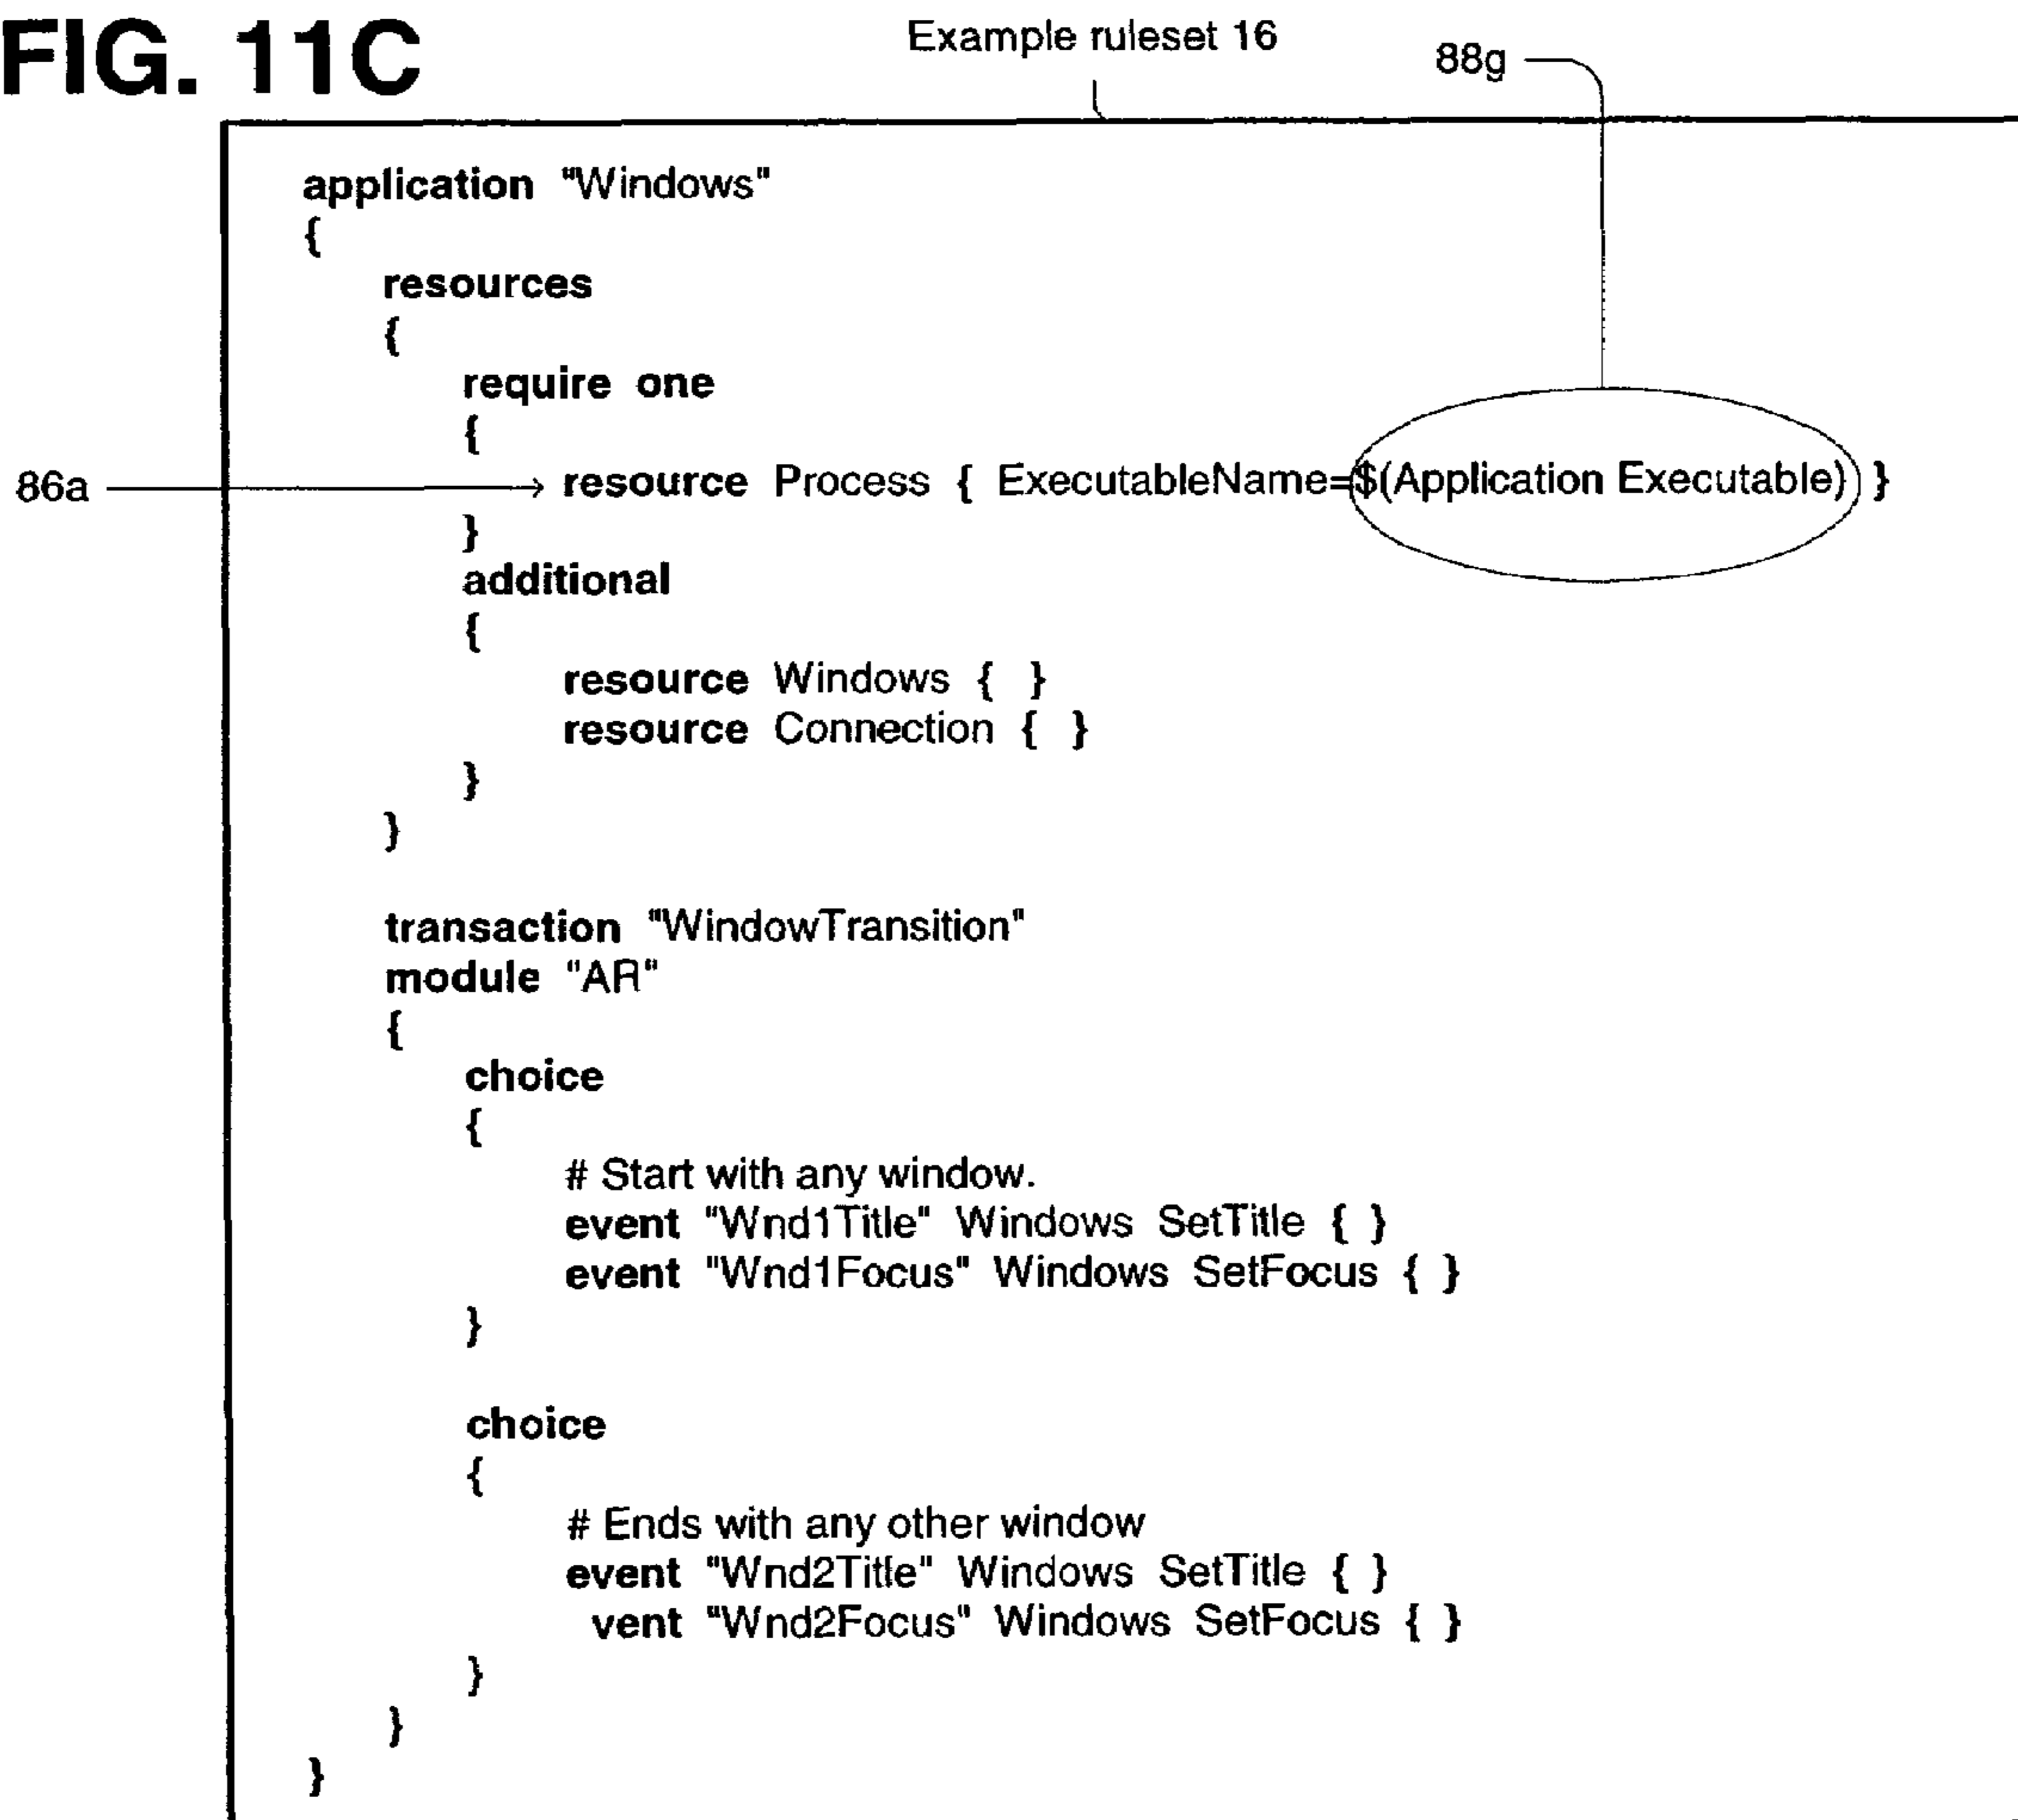 FIG. 11C
Example ruleset 16
88g
application "Windows"
{
resources
{
require one
{
86a
resource Process { ExecutableName=$(Application Executable) }
}
additional
{
resource Windows { }
resource Connection { }
}
}
transaction "WindowTransition"
module "AR"
{
choice
{
# Start with any window.
event "Wnd1Title" Windows SetTitle { }
event "Wnd1Focus" Windows SetFocus { }
}
choice
{
# Ends with any other window
event "Wnd2Title" Windows SetTitle { }
vent "Wnd2Focus" Windows SetFocus { }
}
}
}